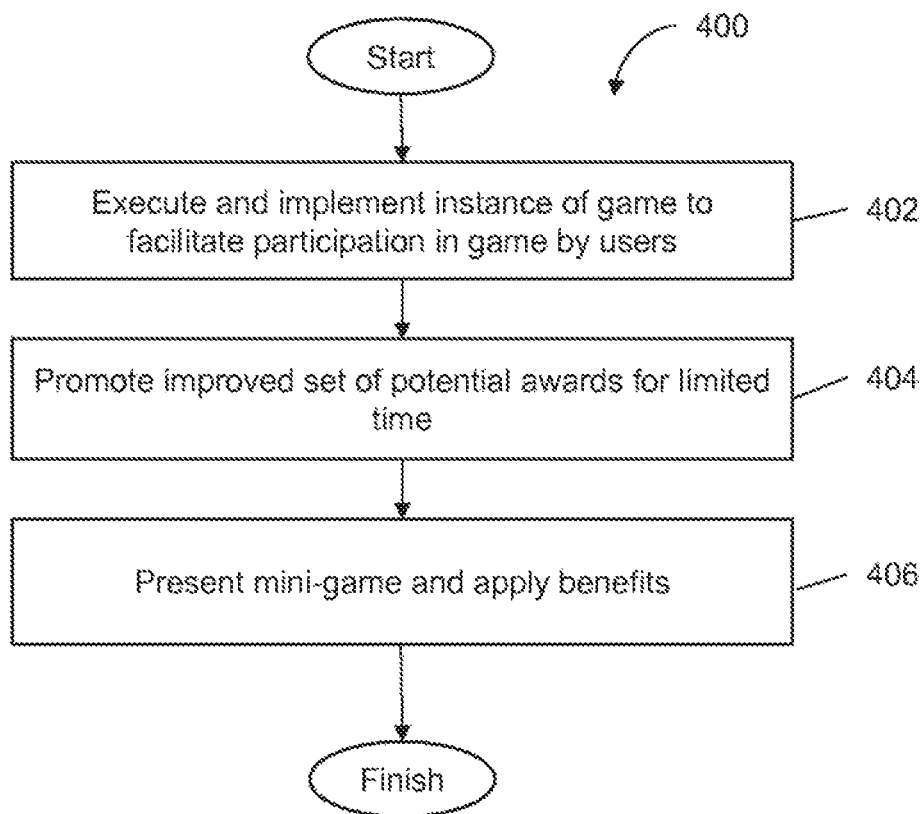 Start
400
Execute and implement instance of game to
facilitate participation in game by users
402
Promote improved set of potential awards for limited
time
404
Present mini-game and apply benefits
406
Finish